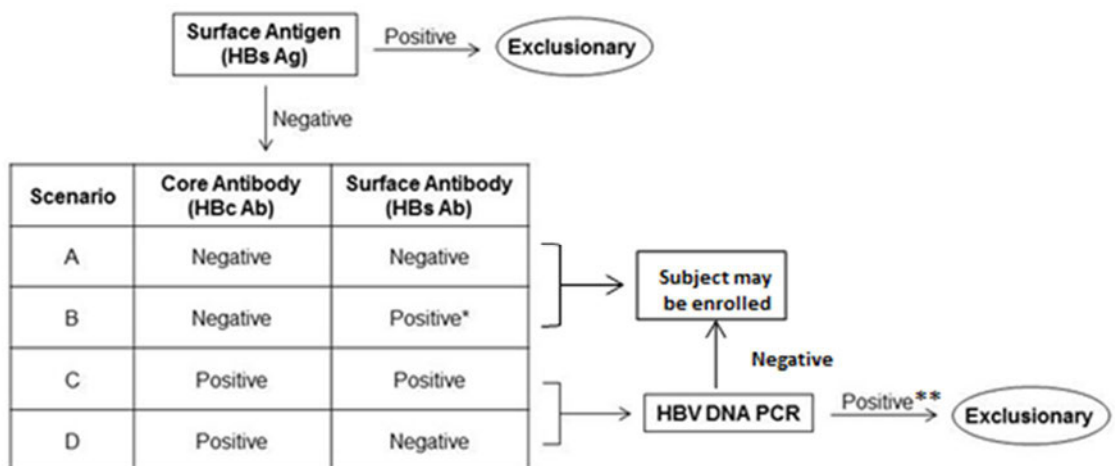 Surface Antigen
(HBs Ag)
Positive
Exclusionary
Negative
Scenario
Core Antibody
(HBc Ab)
Surface Antibody
(HBs Ab)
A
Negative
Negative
B
Negative
Positive*
C
Positive
Positive
D
Positive
Negative
Subject may
be enrolled
Negative
HBV DNA PCR
Positive**
Exclusionary